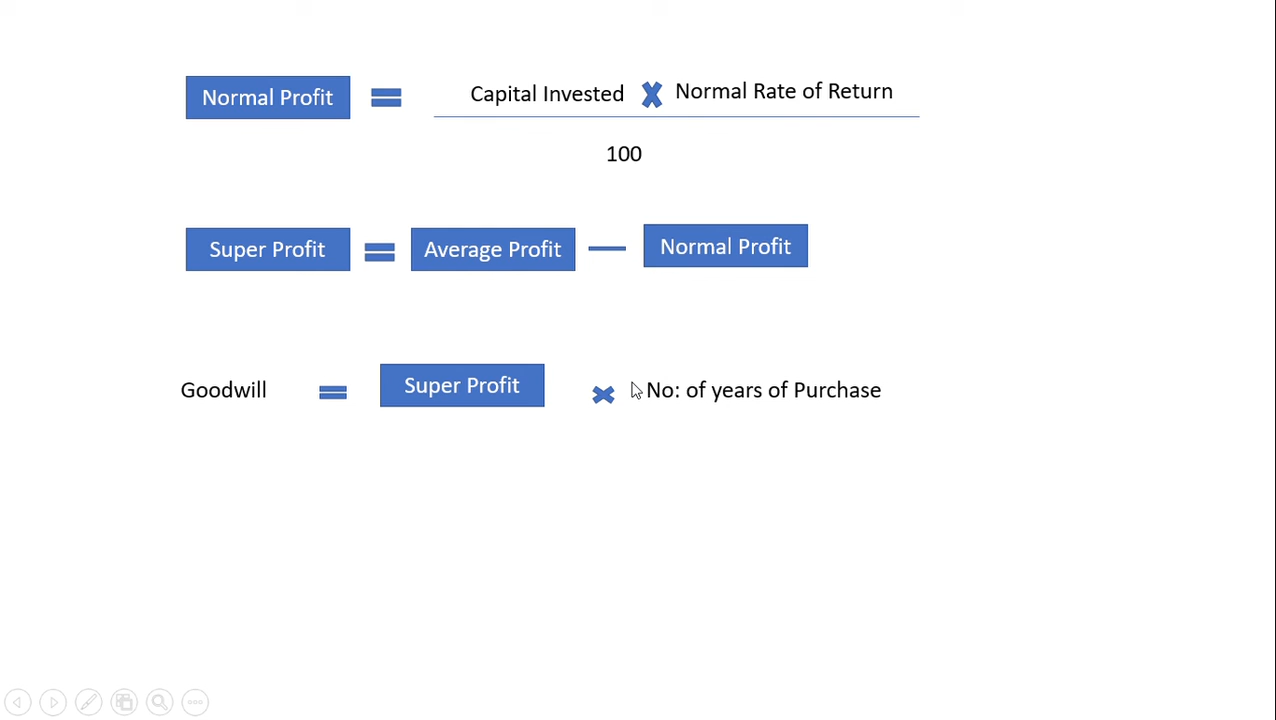 Normal Profit = Capital Invested × Normal Rate of Return
100
Super Profit = Average Profit — Normal Profit
Goodwill = Super Profit × No: of years of Purchase